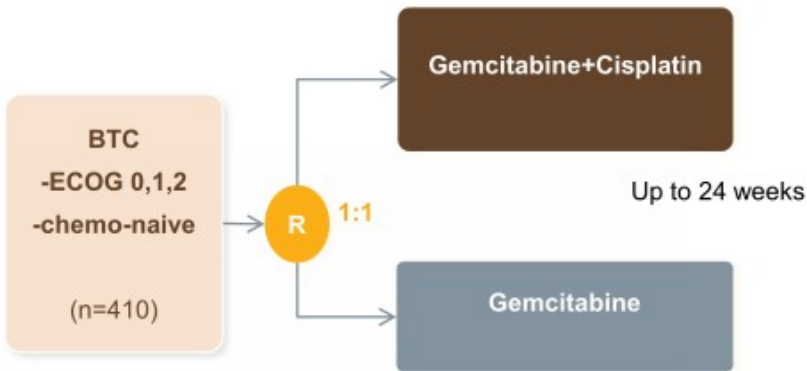 BTC
-ECOG 0,1,2
-chemo-naive
(n=410)
R
1:1
Gemcitabine+Cisplatin
Up to 24 weeks
Gemcitabine